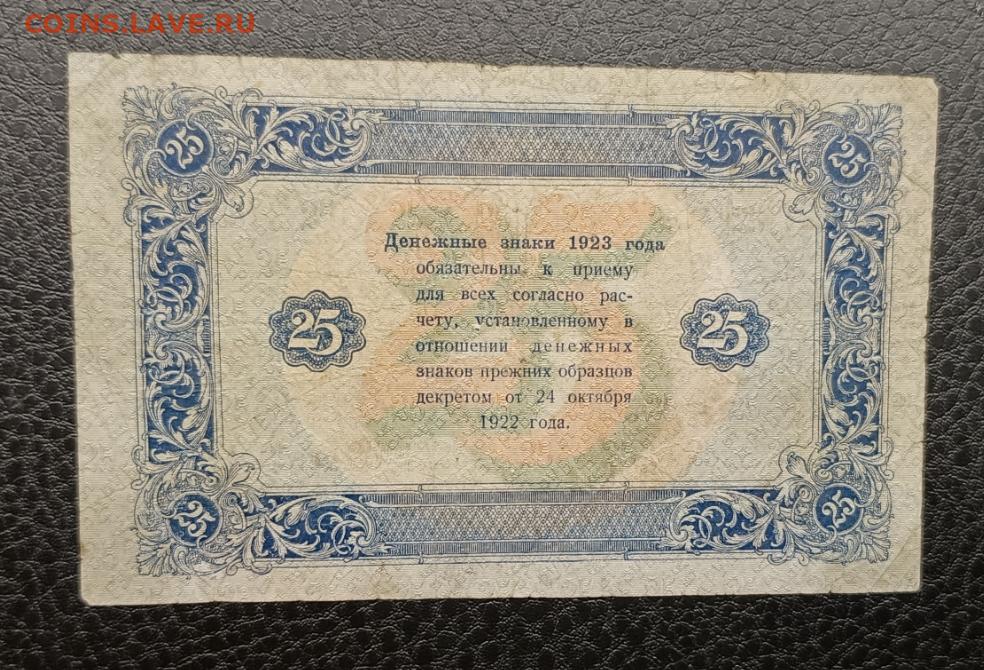 COINS.LAVE.РУ
25
25
Денежные знаки 1923 года
обязательны к приему
для всех согласно рас-
чету, установленному в
25
25
отношении денежных
знаков прежних образцов
декретом от 24 октября
1922 года.
25
25